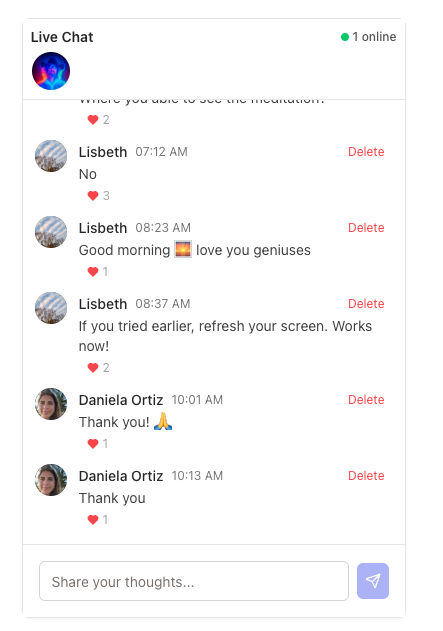 Live Chat
1 online
Where you able to see the meditation?
2
Lisbeth 07:12 AM Delete
No
3
Lisbeth 08:23 AM Delete
Good morning 🌅 love you geniuses
1
Lisbeth 08:37 AM Delete
If you tried earlier, refresh your screen. Works
now!
2
Daniela Ortiz 10:01 AM Delete
Thank you! 🙏
1
Daniela Ortiz 10:13 AM Delete
Thank you
1
Share your thoughts...